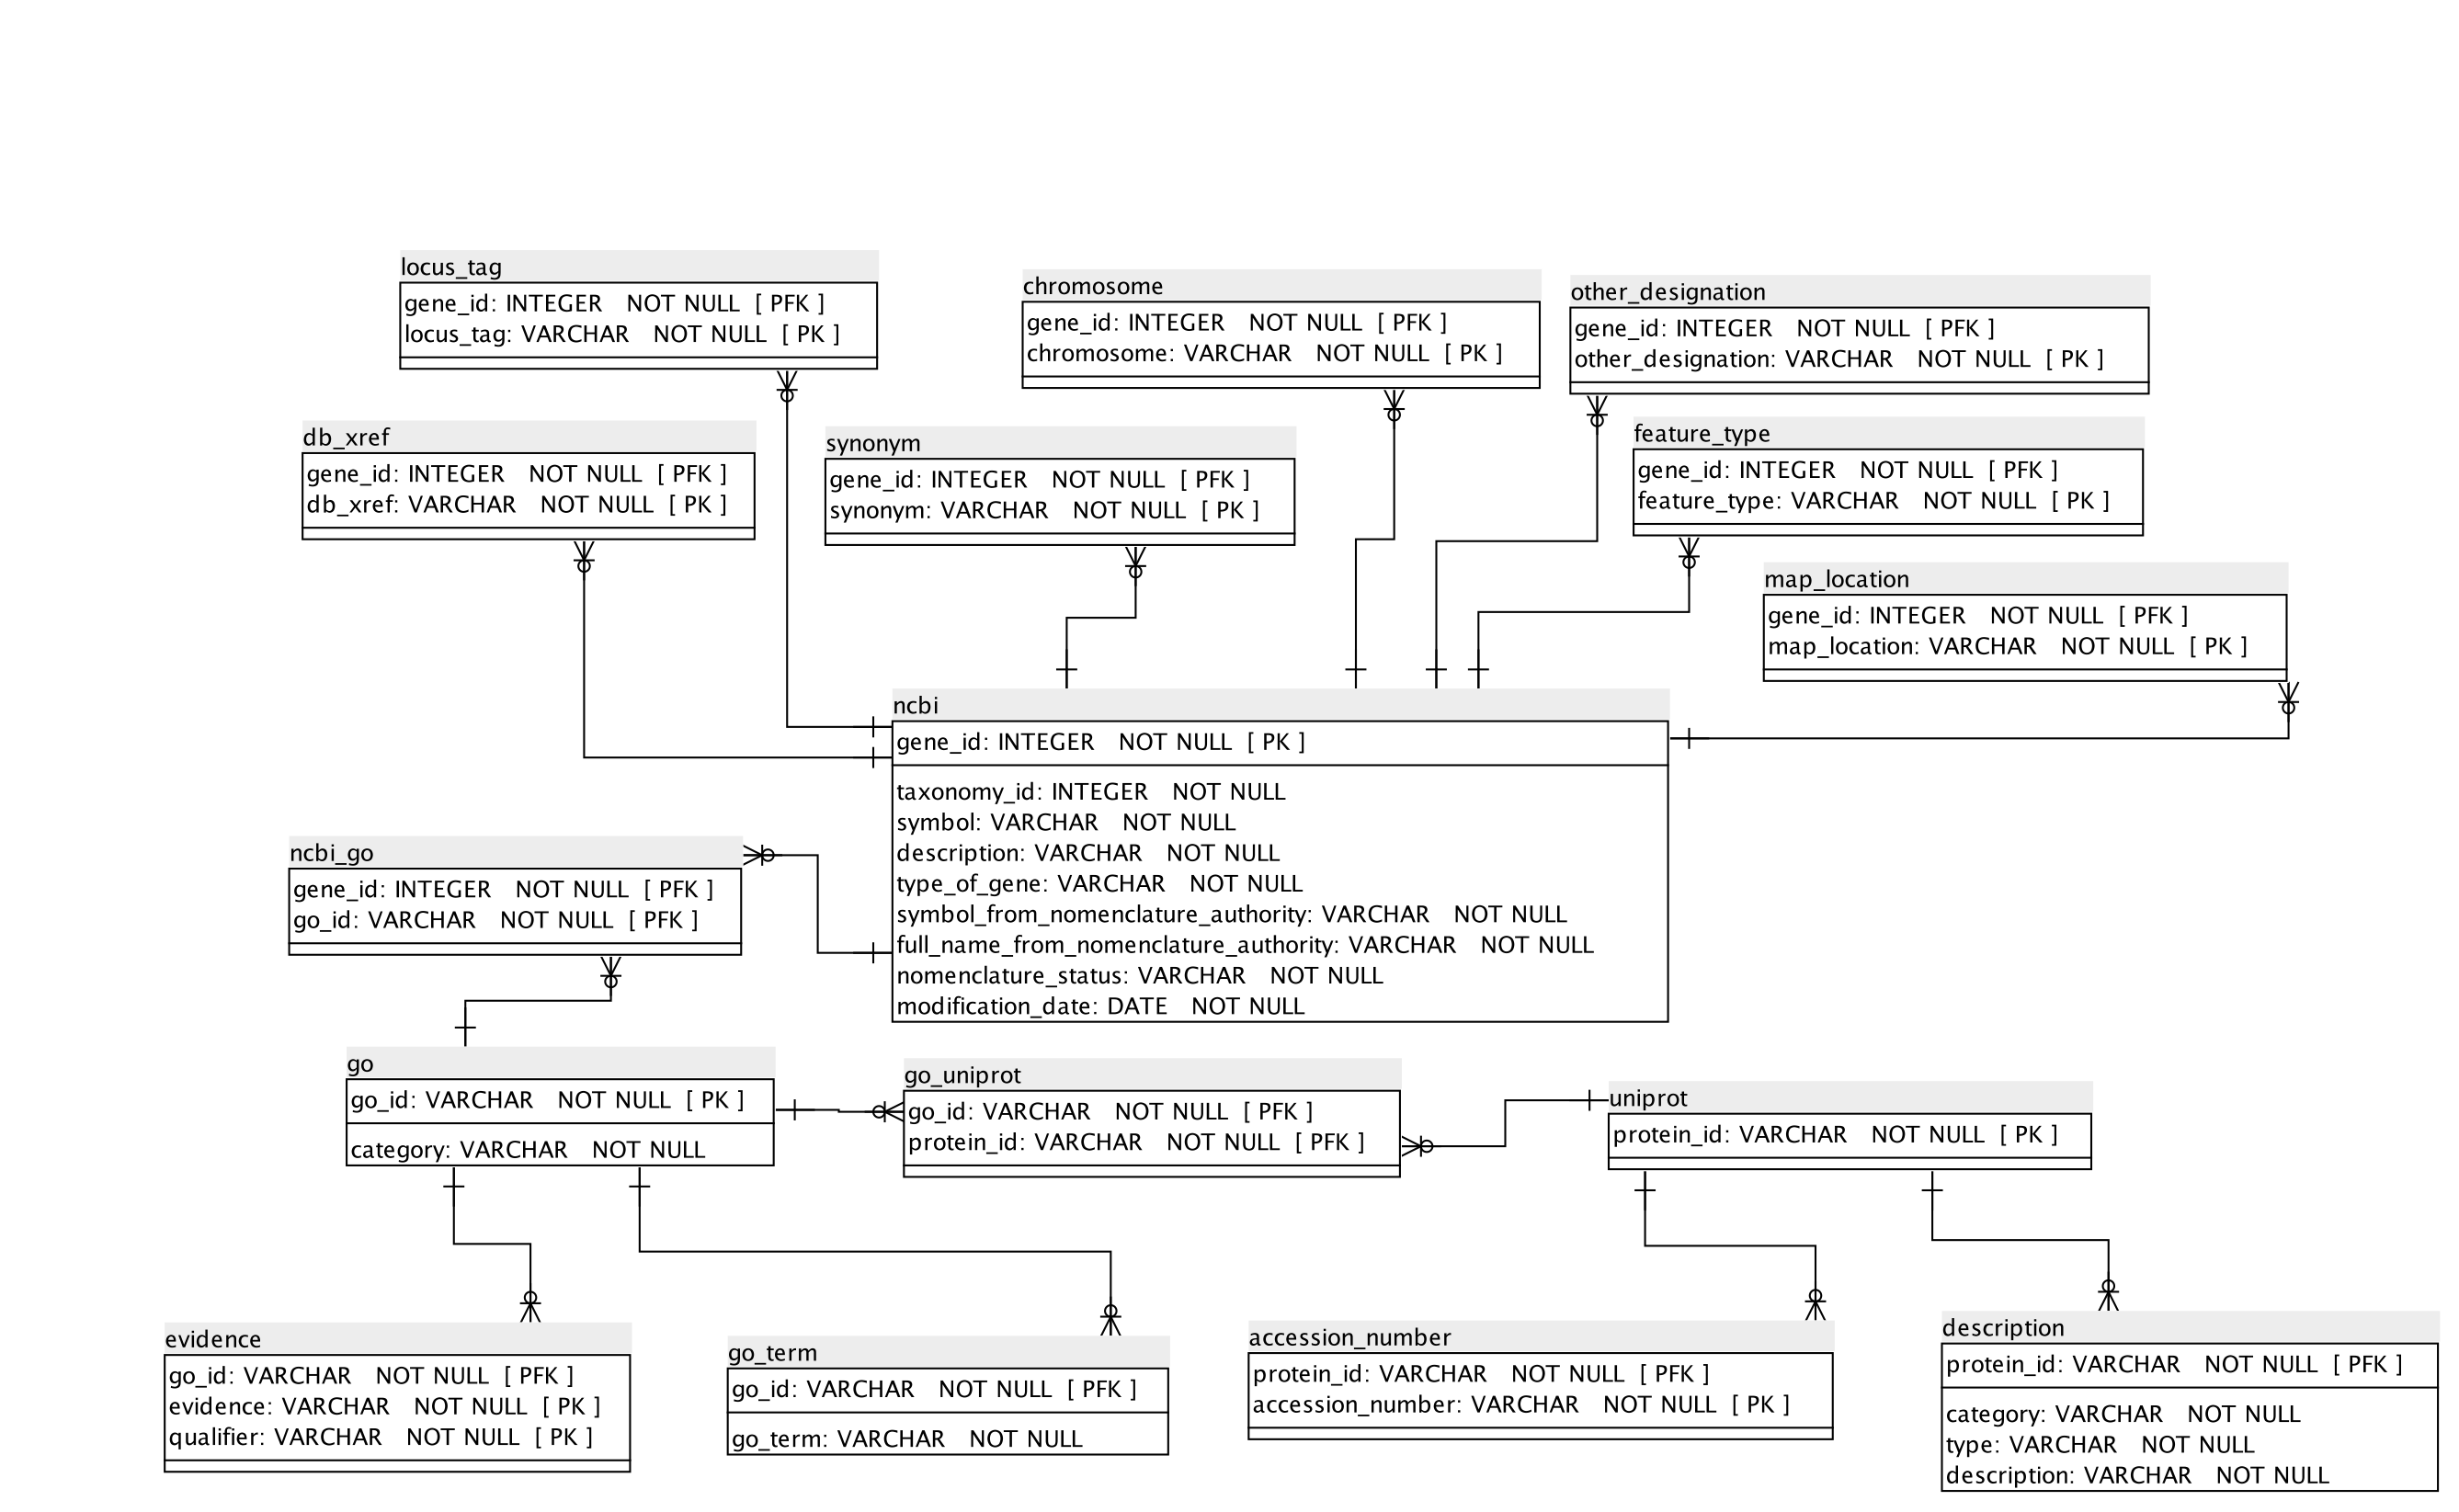 locus_tag
gene_id: INTEGER NOT NULL [ PFK ]
locus_tag: VARCHAR NOT NULL [ PK ]
chromosome
gene_id: INTEGER NOT NULL [ PFK ]
chromosome: VARCHAR NOT NULL [ PK ]
other_designation
gene_id: INTEGER NOT NULL [ PFK ]
other_designation: VARCHAR NOT NULL [ PK ]
db_xref
gene_id: INTEGER NOT NULL [ PFK ]
db_xref: VARCHAR NOT NULL [ PK ]
synonym
gene_id: INTEGER NOT NULL [ PFK ]
synonym: VARCHAR NOT NULL [ PK ]
feature_type
gene_id: INTEGER NOT NULL [ PFK ]
feature_type: VARCHAR NOT NULL [ PK ]
map_location
gene_id: INTEGER NOT NULL [ PFK ]
map_location: VARCHAR NOT NULL [ PK ]
ncbi
gene_id: INTEGER NOT NULL [ PK ]
taxonomy_id: INTEGER NOT NULL
symbol: VARCHAR NOT NULL
description: VARCHAR NOT NULL
type_of_gene: VARCHAR NOT NULL
symbol_from_nomenclature_authority: VARCHAR NOT NULL
full_name_from_nomenclature_authority: VARCHAR NOT NULL
nomenclature_status: VARCHAR NOT NULL
modification_date: DATE NOT NULL
ncbi_go
gene_id: INTEGER NOT NULL [ PFK ]
go_id: VARCHAR NOT NULL [ PFK ]
go
go_id: VARCHAR NOT NULL [ PK ]
category: VARCHAR NOT NULL
go_uniprot
go_id: VARCHAR NOT NULL [ PFK ]
protein_id: VARCHAR NOT NULL [ PFK ]
uniprot
protein_id: VARCHAR NOT NULL [ PK ]
evidence
go_id: VARCHAR NOT NULL [ PFK ]
evidence: VARCHAR NOT NULL [ PK ]
qualifier: VARCHAR NOT NULL [ PK ]
go_term
go_id: VARCHAR NOT NULL [ PFK ]
go_term: VARCHAR NOT NULL
accession_number
protein_id: VARCHAR NOT NULL [ PFK ]
accession_number: VARCHAR NOT NULL [ PK ]
description
protein_id: VARCHAR NOT NULL [ PFK ]
category: VARCHAR NOT NULL
type: VARCHAR NOT NULL
description: VARCHAR NOT NULL